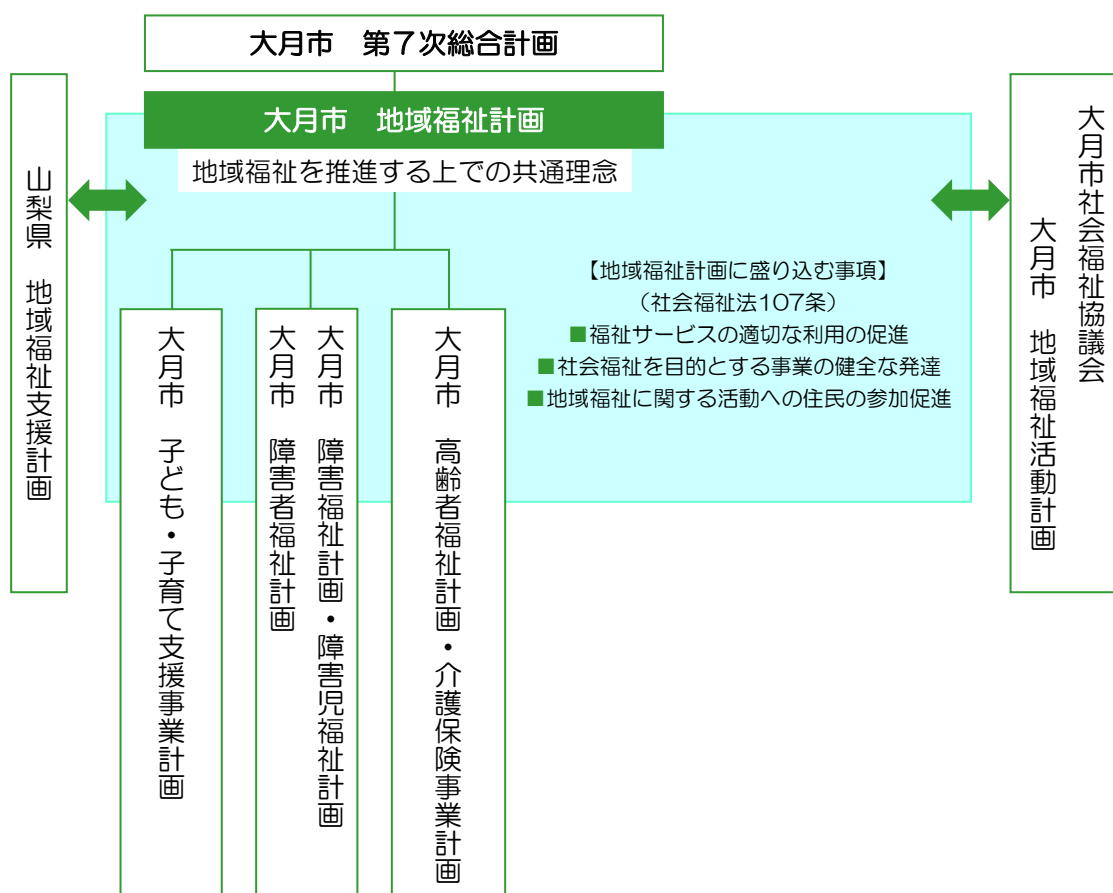 大月市　第７次総合計画
大月市　地域福祉計画
地域福祉を推進する上での共通理念
山梨県　地域福祉支援計画
大月市社会福祉協議会
大月市　地域福祉活動計画
【地域福祉計画に盛り込む事項】
（社会福祉法107条）
■福祉サービスの適切な利用の促進
■社会福祉を目的とする事業の健全な発達
■地域福祉に関する活動への住民の参加促進
大月市　子ども・子育て支援事業計画
大月市　障害福祉計画・障害児福祉計画
大月市　障害者福祉計画
大月市　高齢者福祉計画・介護保険事業計画